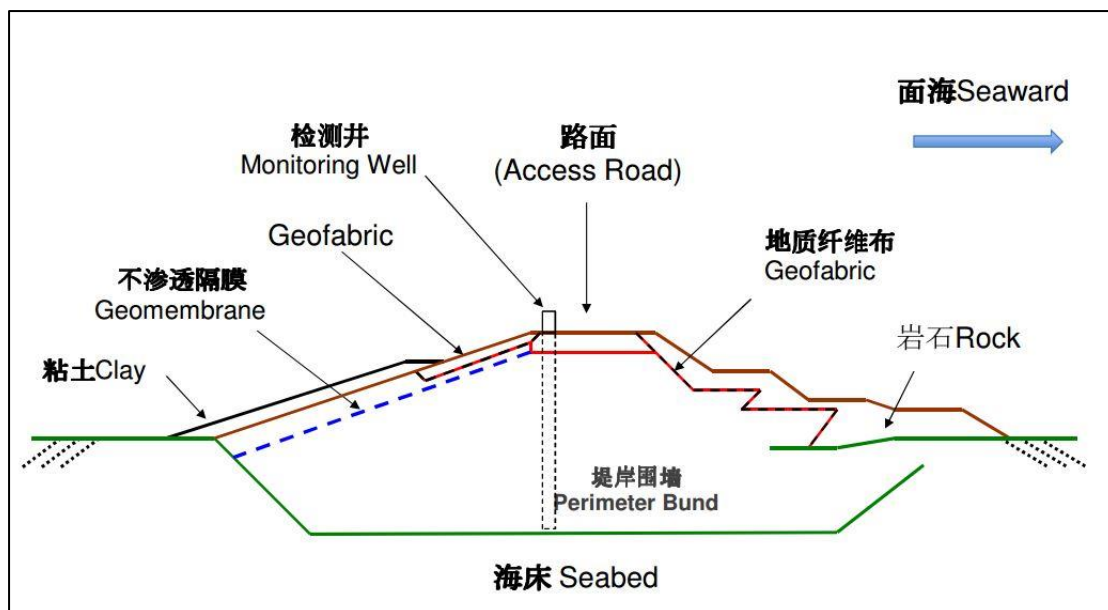 面海Seaward
检测井
Monitoring Well
路面
(Access Road)
Geofabric
地质纤维布
Geofabric
不渗透隔膜
Geomembrane
岩石Rock
粘土Clay
堤岸围墙
Perimeter Bund
海床 Seabed